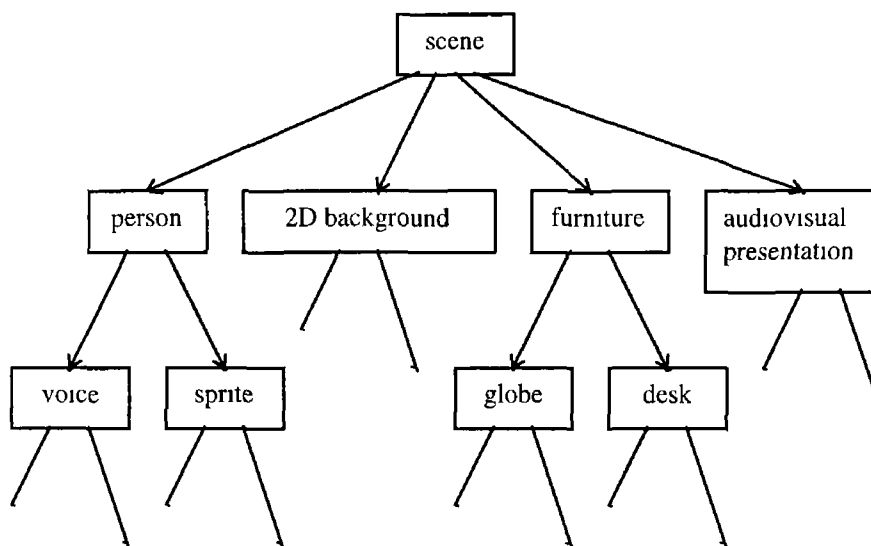 scene
person
2D background
furniture
audiovisual
presentation
voice
sprite
globe
desk